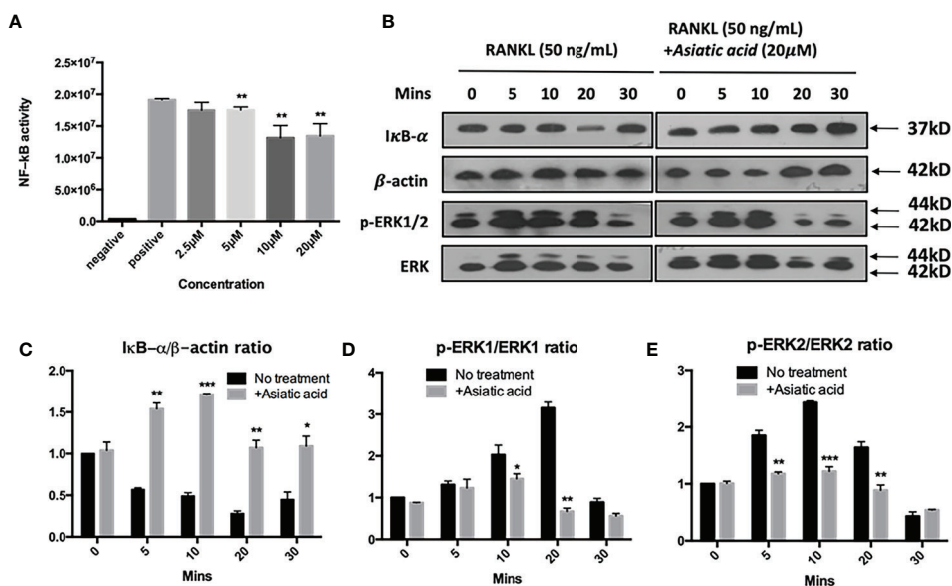 A
NF-kB activity
2.5×10⁷
2.0×10⁷
1.5×10⁷
1.0×10⁷
5.0×10⁶
0.0
**
**
**
negative
positive
2.5μM
5μM
10μM
20μM
Concentration
B
RANKL (50 ng/mL)
RANKL (50 ng/mL)
+Asiatic acid (20μM)
Mins 0 5 10 20 30 0 5 10 20 30
IκB-α 37kD
β-actin 42kD
p-ERK1/2 44kD
42kD
ERK 44kD
42kD
C
IκB-α/β-actin ratio
No treatment
+Asiatic acid
2.0
1.5
1.0
0.5
0.0
**
***
**
*
0 5 10 20 30
Mins
D
p-ERK1/ERK1 ratio
No treatment
+Asiatic acid
4
3
2
1
0
*
**
0 5 10 20 30
Mins
E
p-ERK2/ERK2 ratio
No treatment
+Asiatic acid
3
2
1
0
**
***
**
0 5 10 20 30
Mins